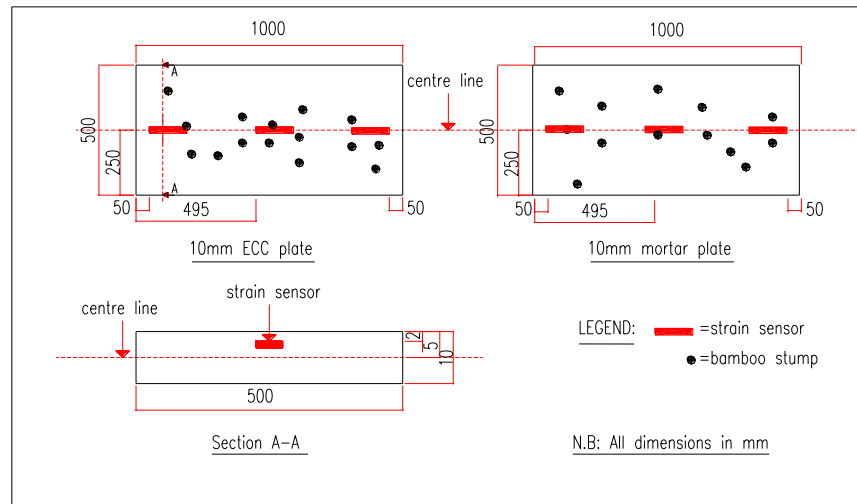 1000
A
centre line
500
250
A
50
495
50
10mm ECC plate
1000
500
250
50
495
50
10mm mortar plate
strain sensor
centre line
2
5
10
500
Section A-A
LEGEND:
=strain sensor
=bamboo stump
N.B: All dimensions in mm